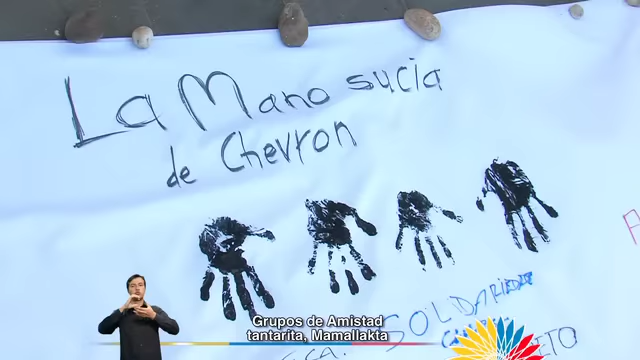 La Mano sucia
de Chevron
SOLIDARIDAD
Grupos de Amistad
tantarita, Mamallakta